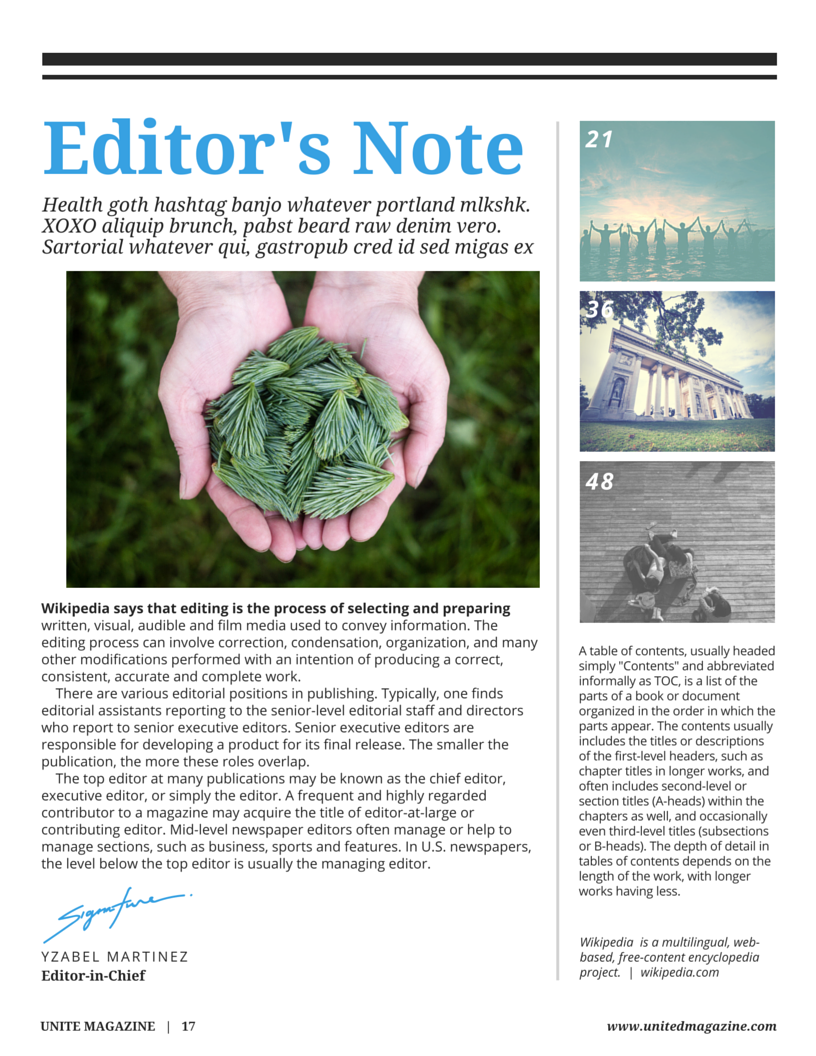 Editor's Note
Health goth hashtag banjo whatever portland mlkshk.
XOXO aliquip brunch, pabst beard raw denim vero.
Sartorial whatever qui, gastropub cred id sed migas ex
Wikipedia says that editing is the process of selecting and preparing
written, visual, audible and film media used to convey information. The
editing process can involve correction, condensation, organization, and many
other modifications performed with an intention of producing a correct,
consistent, accurate and complete work.
There are various editorial positions in publishing. Typically, one finds
editorial assistants reporting to the senior-level editorial staff and directors
who report to senior executive editors. Senior executive editors are
responsible for developing a product for its final release. The smaller the
publication, the more these roles overlap.
The top editor at many publications may be known as the chief editor,
executive editor, or simply the editor. A frequent and highly regarded
contributor to a magazine may acquire the title of editor-at-large or
contributing editor. Mid-level newspaper editors often manage or help to
manage sections, such as business, sports and features. In U.S. newspapers,
the level below the top editor is usually the managing editor.
Signature
YZABEL MARTINEZ
Editor-in-Chief
21
36
48
A table of contents, usually headed
simply "Contents" and abbreviated
informally as TOC, is a list of the
parts of a book or document
organized in the order in which the
parts appear. The contents usually
includes the titles or descriptions
of the first-level headers, such as
chapter titles in longer works, and
often includes second-level or
section titles (A-heads) within the
chapters as well, and occasionally
even third-level titles (subsections
or B-heads). The depth of detail in
tables of contents depends on the
length of the work, with longer
works having less.
Wikipedia is a multilingual, web-
based, free-content encyclopedia
project. | wikipedia.com
UNITE MAGAZINE | 17
www.unitedmagazine.com